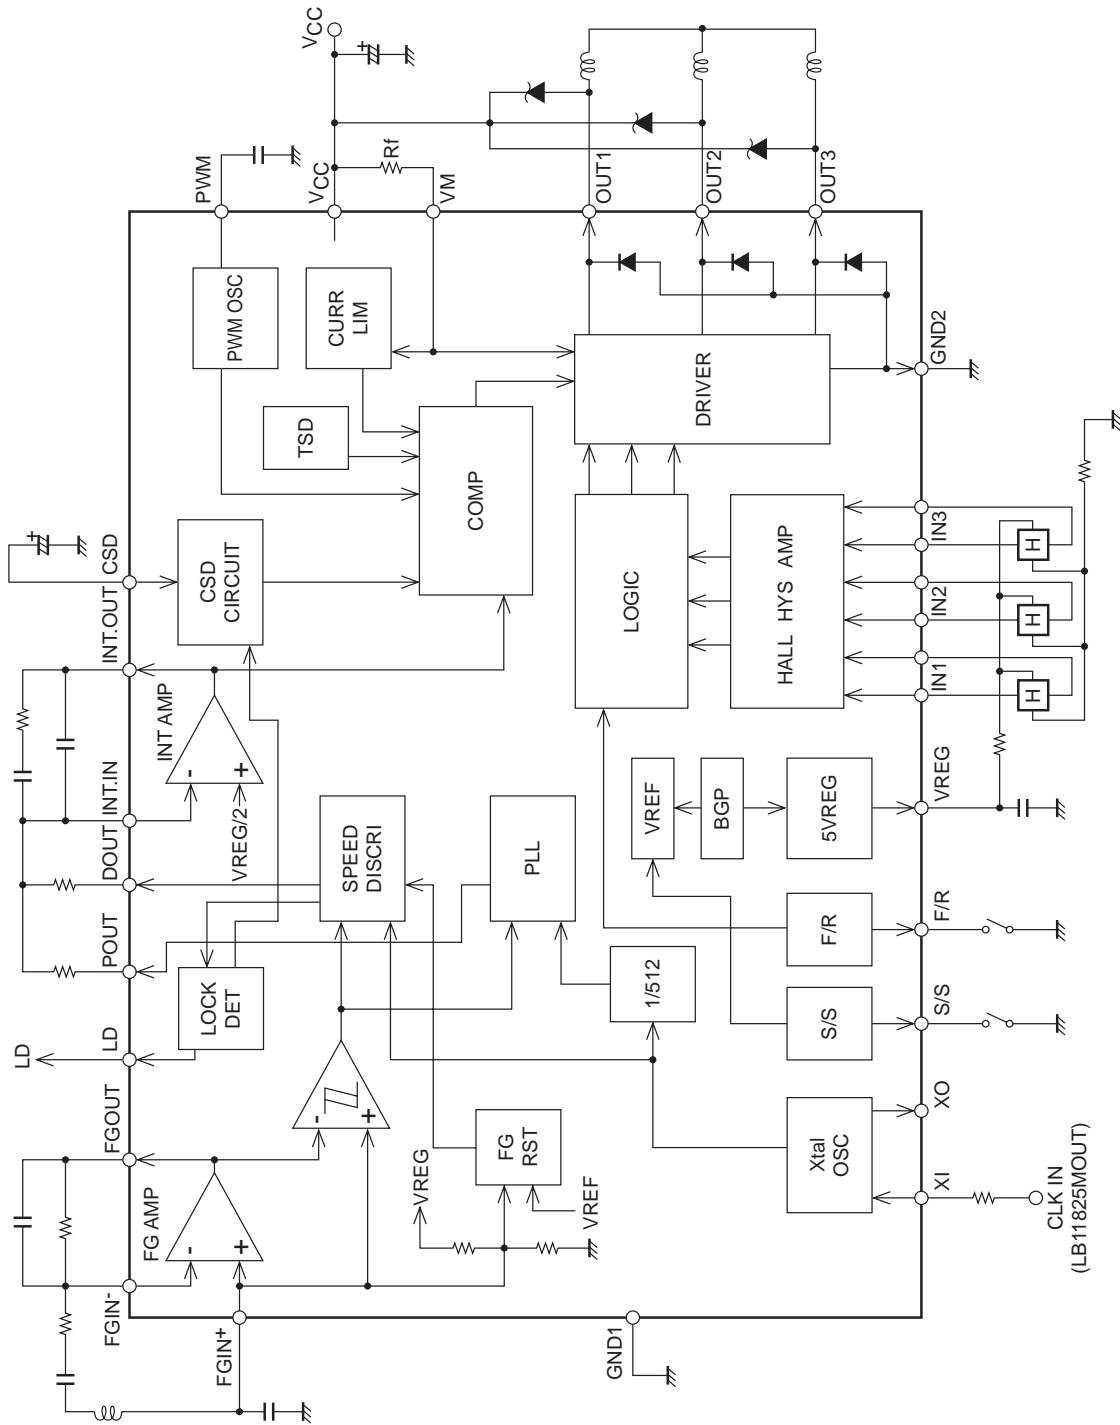 FGIN-
FGOUT
LD
LD
POUT
DOUT
INT.IN
INT.OUT
CSD
+
PWM
VCC
VCC
+
FG AMP
-
+
FGIN+
LOCK
DET
INT AMP
-
+
VREG/2
CSD
CIRCUIT
PWM OSC
Rf
VM
TSD
CURR
LIM
-
+
SPEED
DISCRI
COMP
VREG
FG
RST
VREF
PLL
OUT1
OUT2
OUT3
1/512
VREF
BGP
LOGIC
DRIVER
GND1
Xtal
OSC
S/S
F/R
5VREG
HALL HYS AMP
XI
XO
S/S
F/R
VREG
IN1
IN2
IN3
GND2
H
H
H
CLK IN
(LB11825MOUT)